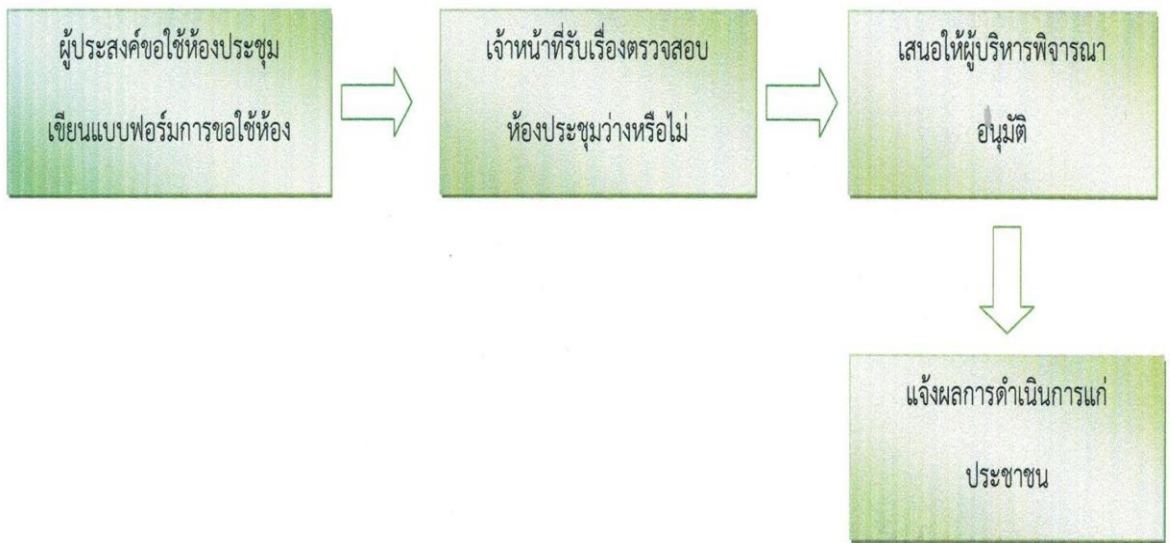 ผู้ประสงค์ขอใช้ห้องประชุม
เขียนแบบฟอร์มการขอใช้ห้อง
เจ้าหน้าที่รับเรื่องตรวจสอบ
ห้องประชุมว่างหรือไม่
เสนอให้ผู้บริหารพิจารณา
อนุมัติ
แจ้งผลการดำเนินการแก่
ประชาชน